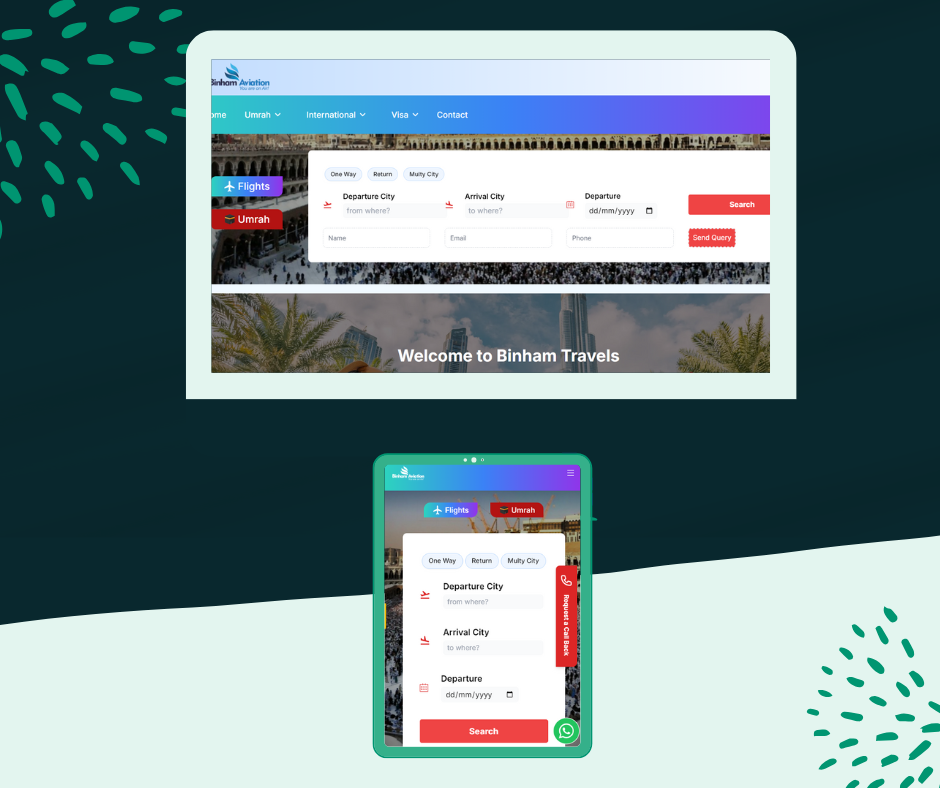 Binham Aviation
You are on Air!
ome Umrah International Visa Contact
One Way Return Multy City
Flights
Umrah
Departure City Arrival City Departure
from where? to where? dd/mm/yyyy
Search
Name Email Phone Send Query
Welcome to Binham Travels
Binham Aviation
Flights Umrah
One Way Return Multy City
Departure City
from where?
Arrival City
to where?
Departure
dd/mm/yyyy
Search
Request a Call Back